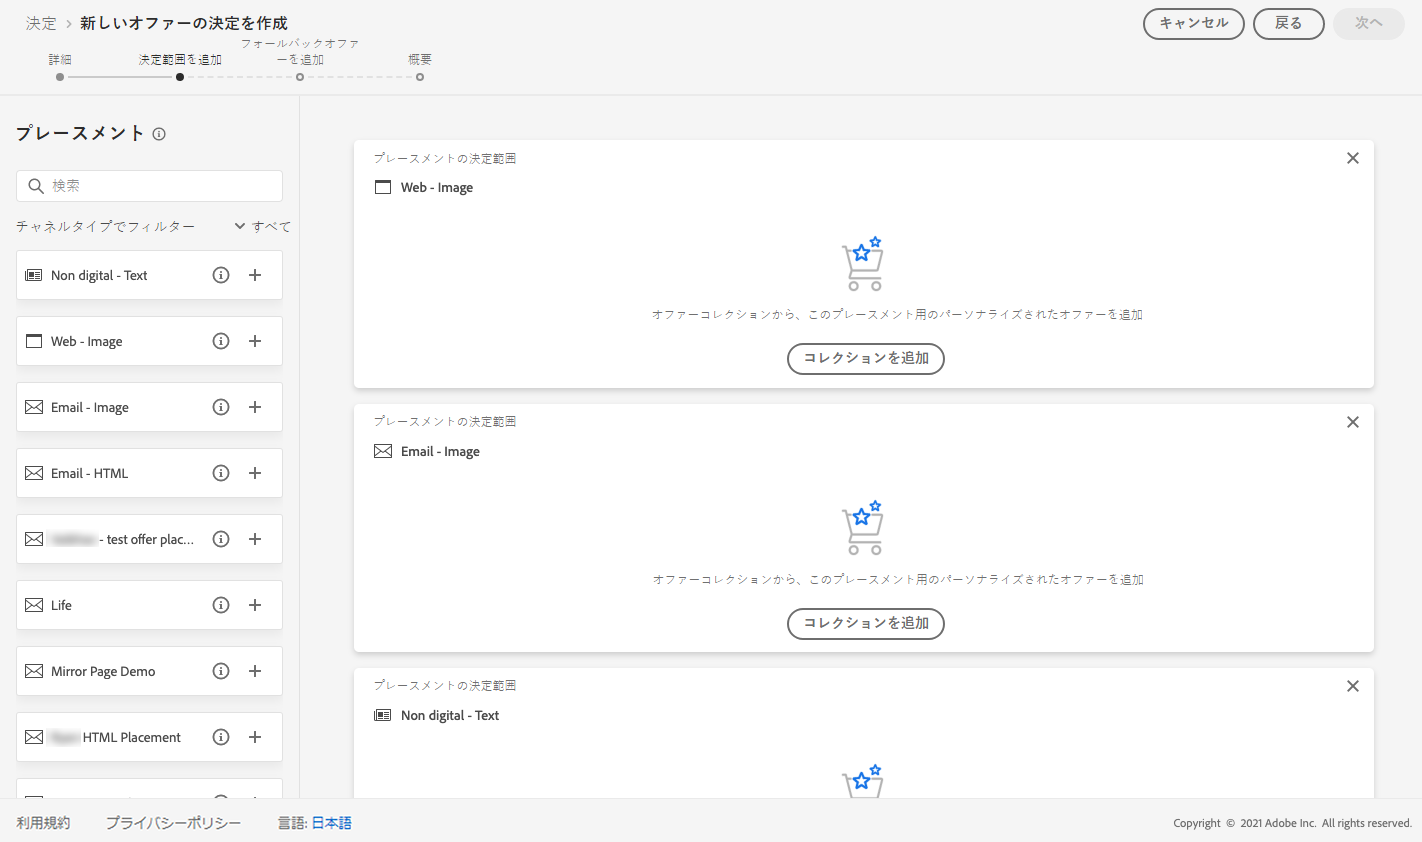 決定 > 新しいオファーの決定を作成
キャンセル
戻る
次へ
詳細
決定範囲を追加
フォールバックオファ
ーを追加
概要
プレースメント
検索
チャネルタイプでフィルター
すべて
Non digital - Text
Web - Image
Email - Image
Email - HTML
- test offer plac...
Life
Mirror Page Demo
HTML Placement
プレースメントの決定範囲
Web - Image
オファーコレクションから、このプレースメント用のパーソナライズされたオファーを追加
コレクションを追加
プレースメントの決定範囲
Email - Image
オファーコレクションから、このプレースメント用のパーソナライズされたオファーを追加
コレクションを追加
プレースメントの決定範囲
Non digital - Text
利用規約
プライバシーポリシー
言語: 日本語
Copyright © 2021 Adobe Inc. All rights reserved.